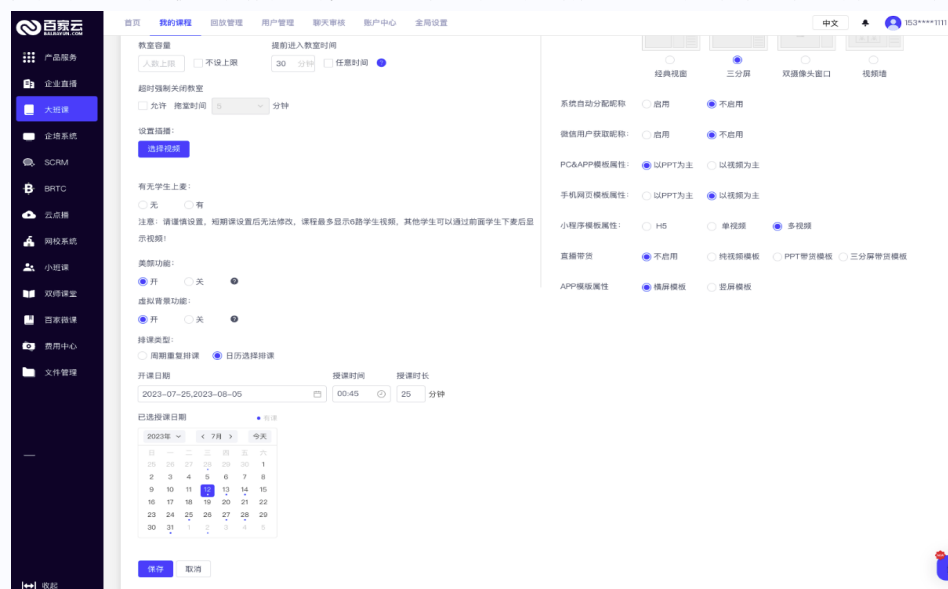 百家云
BAIJIAYUN.COM
首页 我的课程 回放管理 用户管理 聊天审核 账户中心 全局设置 中文 153****1111
产品服务
企业直播
大班课
企培系统
SCRM
BRTC
云点播
网校系统
小班课
双师课堂
百家微课
费用中心
文件管理
收起
教室容量 提前进入教室时间
人数上限 不设上限 30 分钟 任意时间
超时强制关闭教室
允许 拖堂时间 5 分钟
设置插播:
选择视频
有无学生上麦:
无 有
注意: 请谨慎设置, 短期课设置后无法修改, 课程最多显示6路学生视频, 其他学生可以通过前面学生下麦后显
示视频!
美颜功能:
开 关
虚拟背景功能:
开 关
排课类型:
周期重复排课 日历选择排课
开课日期 授课时间 授课时长
2023-07-25,2023-08-05 00:45 25 分钟
已选授课日期 有课
2023年 7月 今天
日 一 二 三 四 五 六
25 26 27 28 29 30 1
2 3 4 5 6 7 8
9 10 11 12 13 14 15
16 17 18 19 20 21 22
23 24 25 26 27 28 29
30 31 1 2 3 4 5
保存 取消
经典视图 三分屏 双摄像头窗口 视频墙
系统自动分配昵称 启用 不启用
微信用户获取昵称: 启用 不启用
PC&APP模板属性: 以PPT为主 以视频为主
手机网页模板属性: 以PPT为主 以视频为主
小程序模板属性: H5 单视频 多视频
直播带货 不启用 纯视频模板 PPT带货模板 三分屏带货模板
APP模版属性 横屏模板 竖屏模板